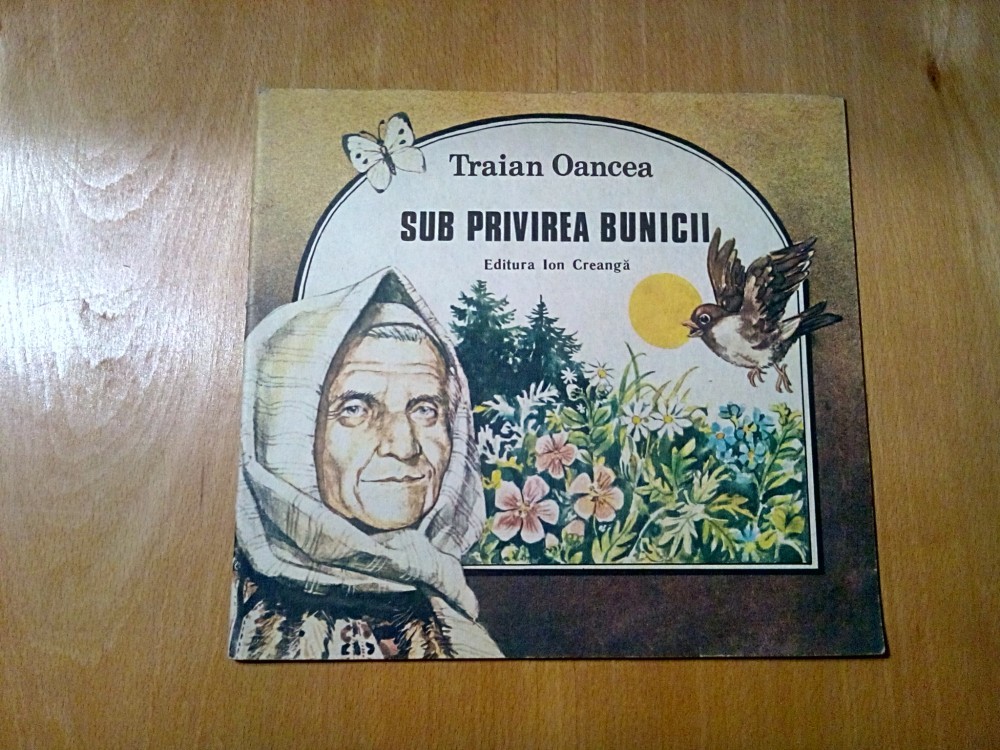 Traian Oancea
SUB PRIVIREA BUNICII
Editura Ion Creangă